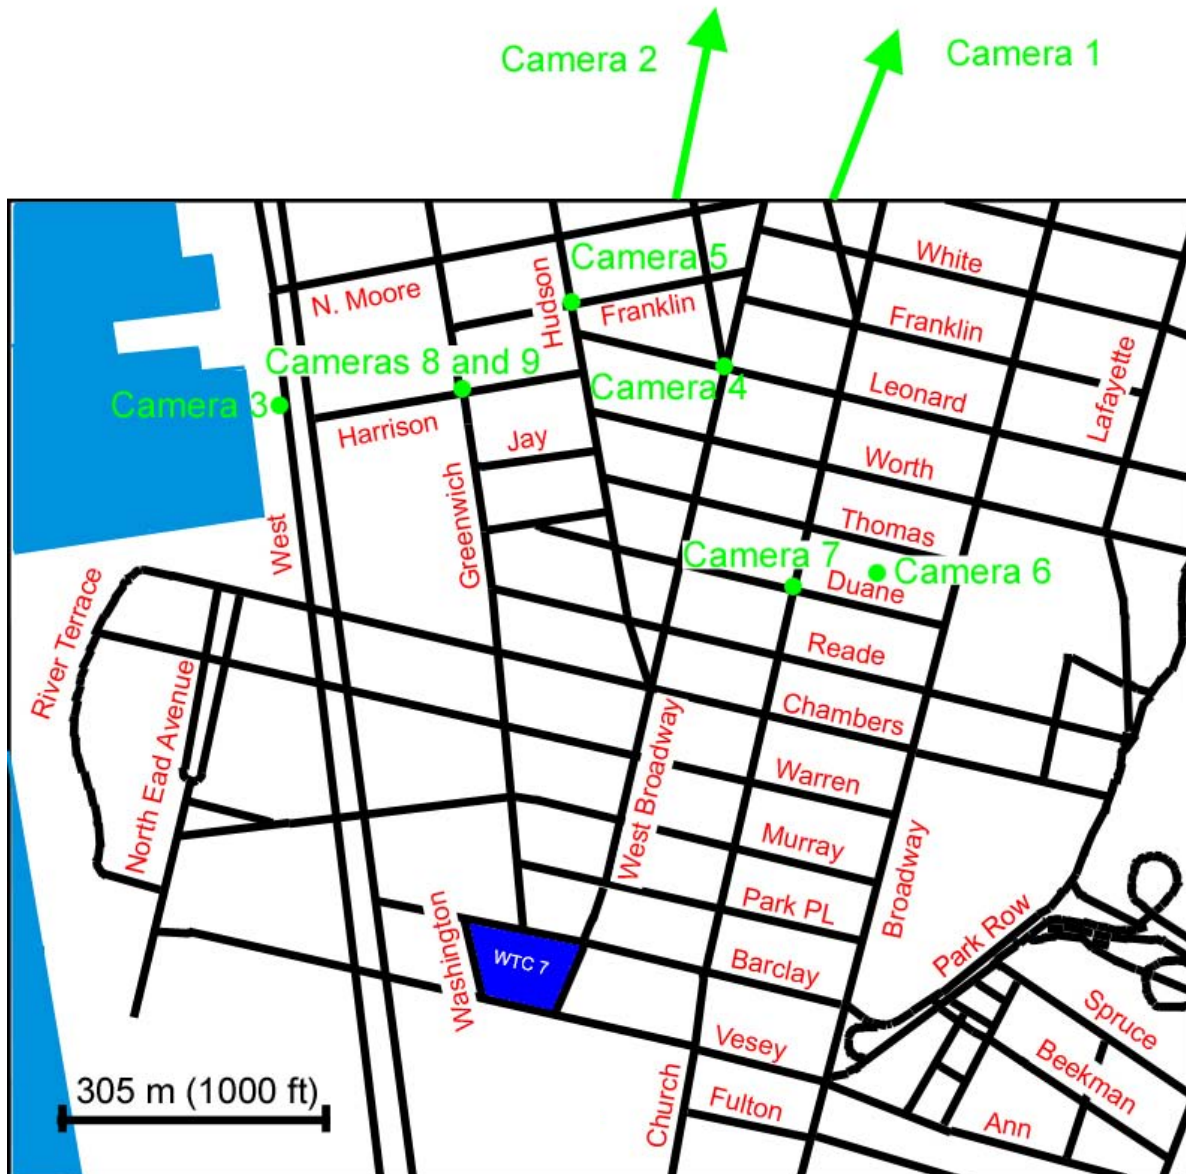 Camera 2
Camera 1
Camera 5
White
N. Moore
Hudson
Franklin
Franklin
Cameras 8 and 9
Lafayette
Camera 3
Camera 4
Leonard
Harrison
Jay
Worth
Greenwich
West
Thomas
Camera 7
Camera 6
Duane
River Terrace
Reade
North Ead Avenue
Chambers
West Broadway
Warren
Murray
Broadway
Park PL
Washington
WTC 7
Park Row
Barclay
Spruce
Vesey
Beekman
305 m (1000 ft)
Church
Fulton
Ann